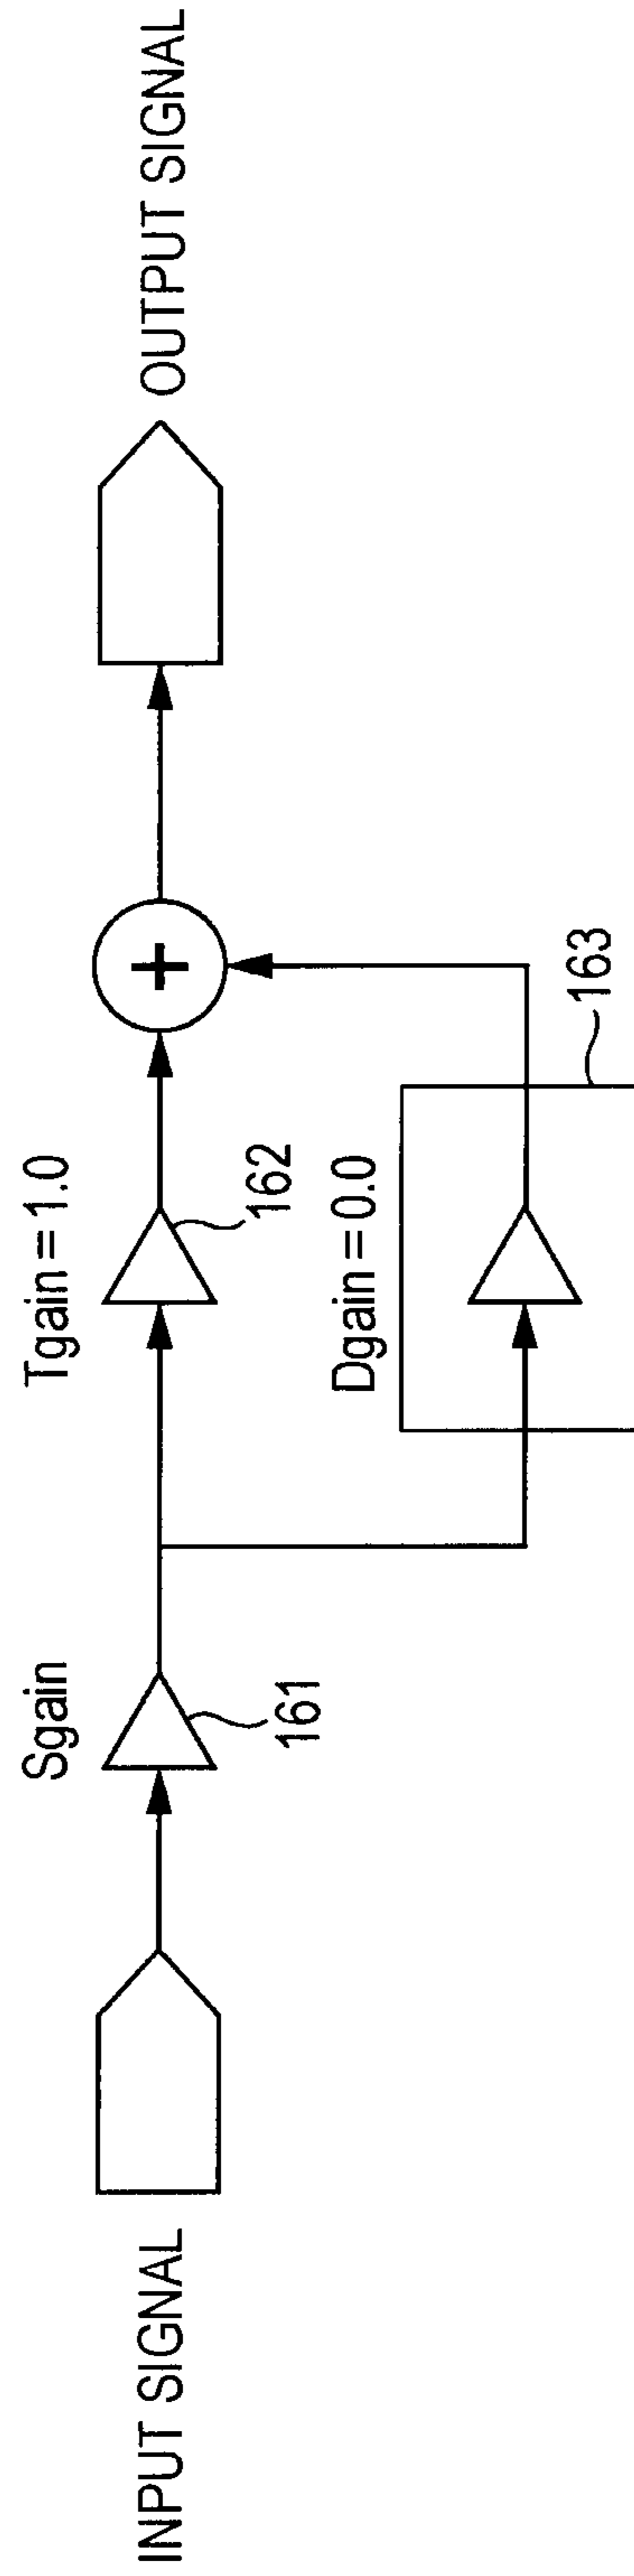 INPUT SIGNAL
Sgain
161
Tgain = 1.0
162
Dgain = 0.0
163
+
OUTPUT SIGNAL